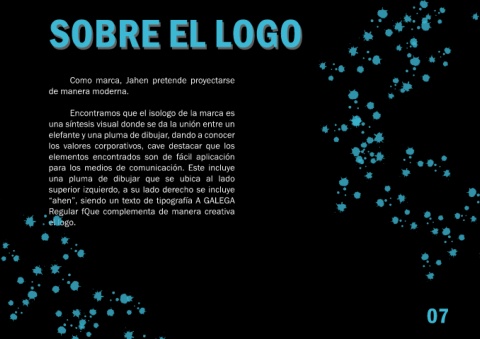 SOBRE EL LOGO
Como marca, Jahen pretende proyectarse
de manera moderna.
Encontramos que el isologo de la marca es
una síntesis visual donde se da la unión entre un
elefante y una pluma de dibujar, dando a conocer
los valores corporativos, cave destacar que los
elementos encontrados son de fácil aplicación
para los medios de comunicación. Este incluye
una pluma de dibujar que se ubica al lado
superior izquierdo, a su lado derecho se incluye
“ahen”, siendo un texto de tipografía A GALEGA
Regular fQue complementa de manera creativa
el logo.
07